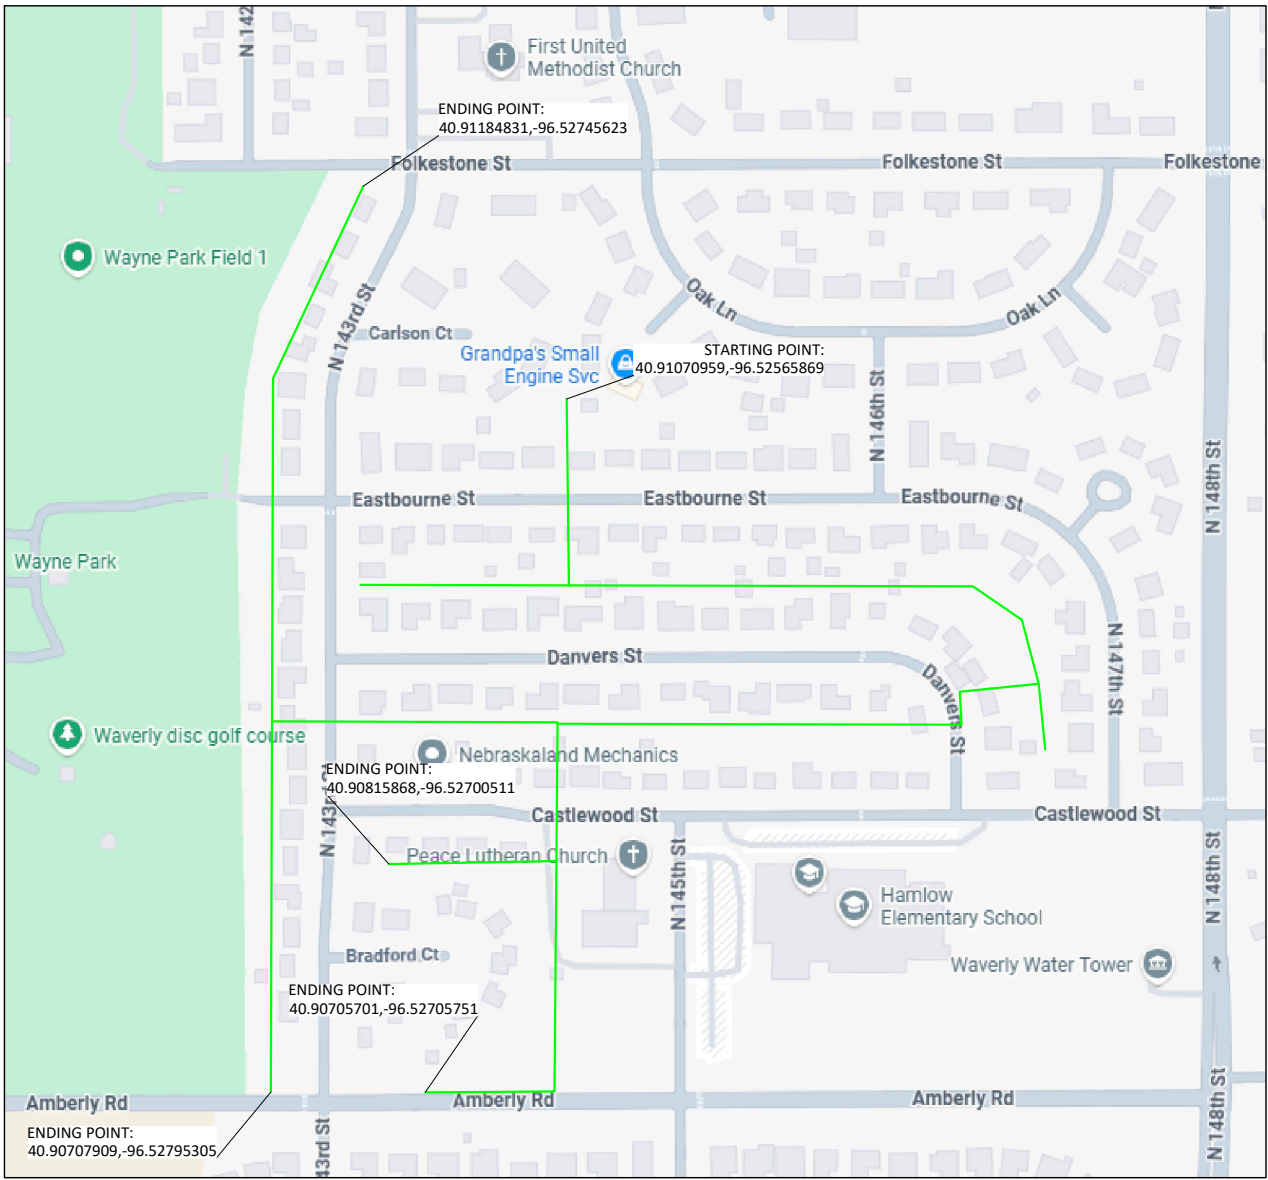 N 142
First United
Methodist Church
ENDING POINT:
40.91184831,-96.52745623
Folkestone St
Folkestone St
Folkestone
Wayne Park Field 1
N 143rd St
Oak Ln
Oak Ln
Carlson Ct
Grandpa's Small
Engine Svc
STARTING POINT:
40.91070959,-96.52565869
N 146th St
N 148th St
Eastbourne St
Eastbourne St
Eastbourne St
Wayne Park
Danvers St
Danvers St
N 147th St
Waverly disc golf course
Nebraskaland Mechanics
ENDING POINT:
40.90815868,-96.52700511
N 143rd St
Castlewood St
Castlewood St
Peace Lutheran Church
N 145th St
Hamlow
Elementary School
N 148th St
Bradford Ct
Waverly Water Tower
ENDING POINT:
40.90705701,-96.52705751
Amberly Rd
Amberly Rd
Amberly Rd
N 148th St
ENDING POINT:
40.90707909,-96.52795305
43rd St